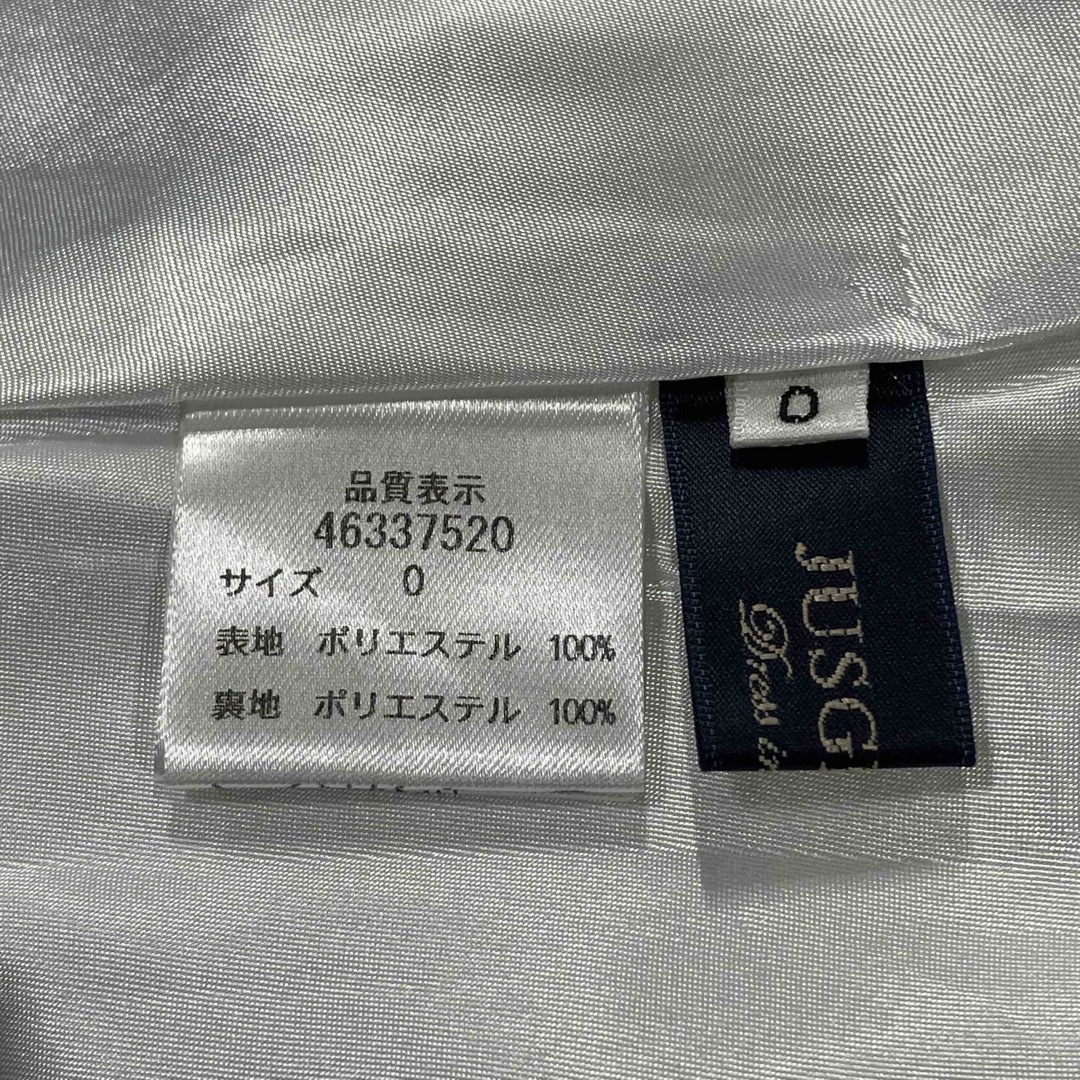 品質表示
46337520
サイズ 0
表地 ポリエステル 100%
裏地 ポリエステル 100%
0
JUSG
Dress